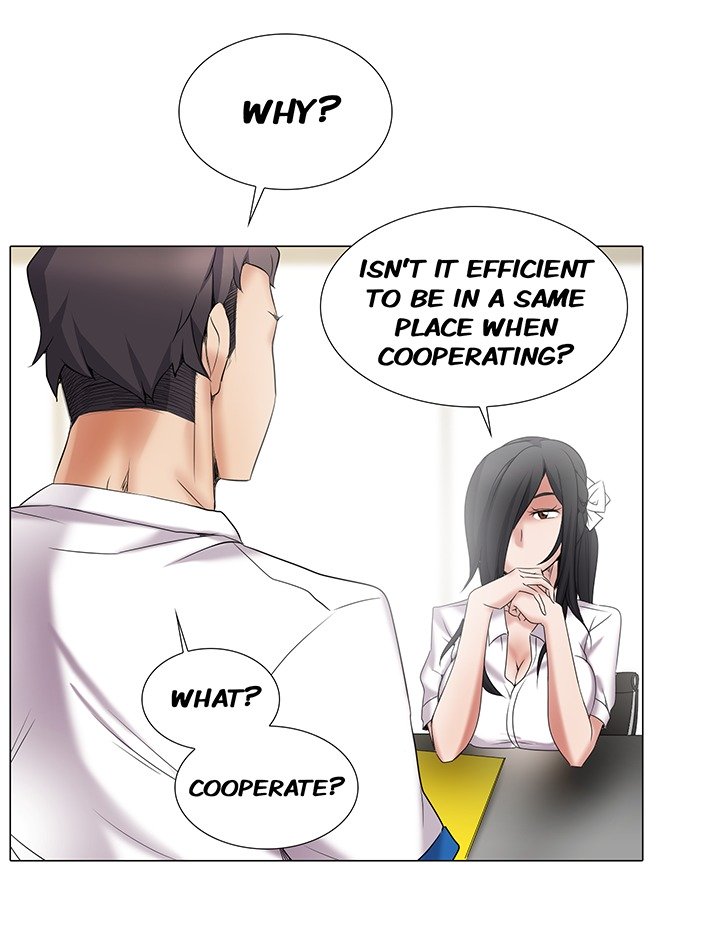 WHY?
ISN'T IT EFFICIENT
TO BE IN A SAME
PLACE WHEN
COOPERATING?
WHAT?
COOPERATE?